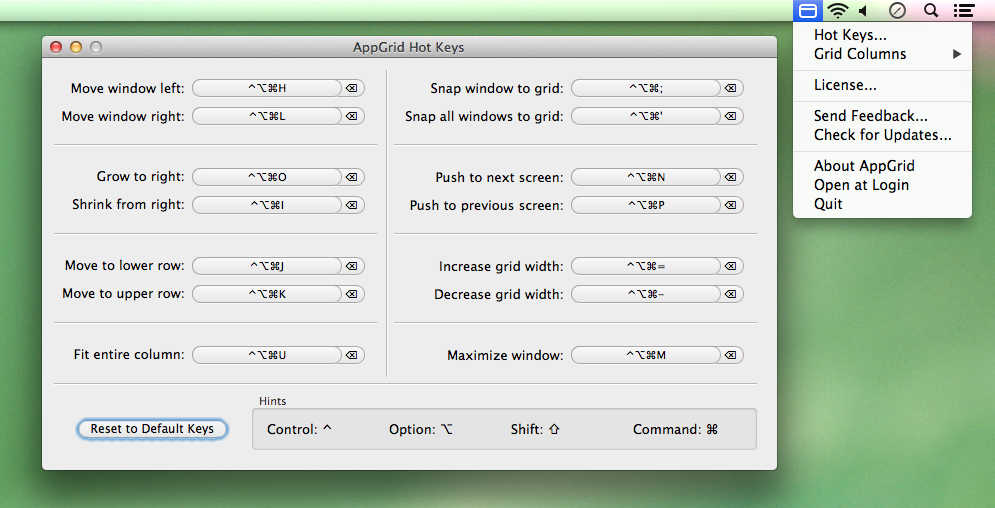 AppGrid Hot Keys
Move window left: ^⌥⌘H
Move window right: ^⌥⌘L
Grow to right: ^⌥⌘O
Shrink from right: ^⌥⌘I
Move to lower row: ^⌥⌘J
Move to upper row: ^⌥⌘K
Fit entire column: ^⌥⌘U
Snap window to grid: ^⌥⌘;
Snap all windows to grid: ^⌥⌘'
Push to next screen: ^⌥⌘N
Push to previous screen: ^⌥⌘P
Increase grid width: ^⌥⌘=
Decrease grid width: ^⌥⌘-
Maximize window: ^⌥⌘M
Reset to Default Keys
Hints
Control: ^ Option: ⌥ Shift: ⇧ Command: ⌘
Hot Keys...
Grid Columns
License...
Send Feedback...
Check for Updates...
About AppGrid
Open at Login
Quit